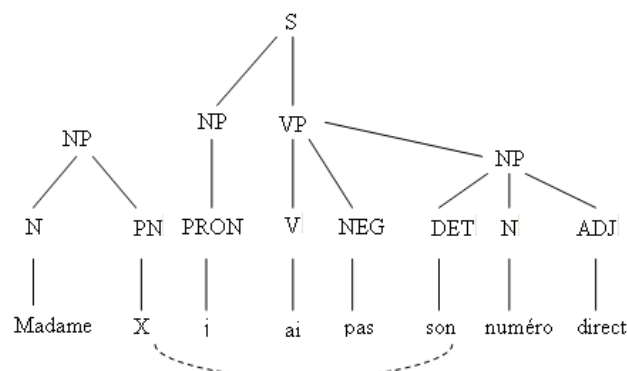 S
NP NP VP NP
N PN PRON V NEG DET N ADJ
Madame X j ai pas son numéro direct